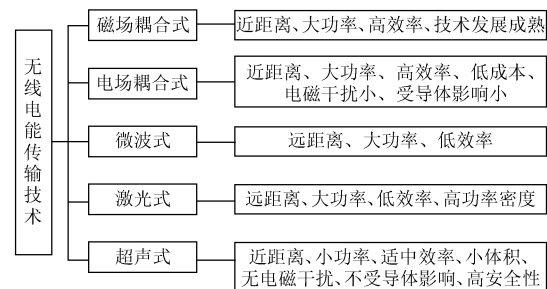 无线电能传输技术
磁场耦合式
近距离、大功率、高效率、技术发展成熟
电场耦合式
近距离、大功率、高效率、低成本、
电磁干扰小、受导体影响小
微波式
远距离、大功率、低效率
激光式
远距离、大功率、低效率、高功率密度
超声式
近距离、小功率、适中效率、小体积、
无电磁干扰、不受导体影响、高安全性